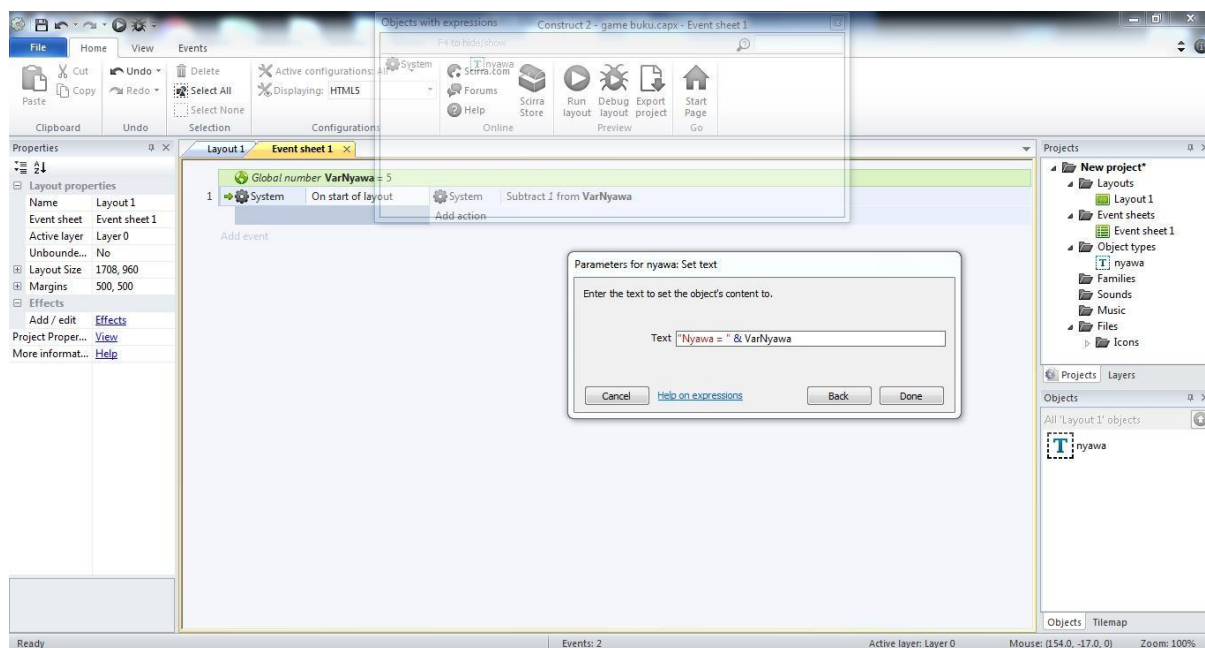 Construct 2 - game buku.capx - Event sheet 1
Objects with expressions
F4 to hide/show
System
nyawa
File Home View Events
Paste
Cut
Copy
Clipboard
Undo
Redo
Undo
Delete
Select All
Select None
Selection
Active configurations: All
Displaying: HTML5
Configurations
Scirra.com
Forums
Help
Scirra Store
Online
Run layout
Debug layout
Export project
Preview
Start Page
Go
Properties
Layout properties
Name Layout 1
Event sheet Event sheet 1
Active layer Layer 0
Unbounde... No
Layout Size 1708, 960
Margins 500, 500
Effects
Add / edit Effects
Project Proper... View
More informat... Help
Layout 1 Event sheet 1
Global number VarNyawa = 5
1 System On start of layout System Subtract 1 from VarNyawa
Add action
Add event
Parameters for nyawa: Set text
Enter the text to set the object's content to.
Text "Nyawa = " & VarNyawa
Cancel Help on expressions Back Done
Projects
New project*
Layouts
Layout 1
Event sheets
Event sheet 1
Object types
T nyawa
Families
Sounds
Music
Files
Icons
Projects Layers
Objects
All 'Layout 1' objects
T nyawa
Objects Tilemap
Ready Events: 2 Active layer: Layer 0 Mouse: (154.0, -17.0, 0) Zoom: 100%